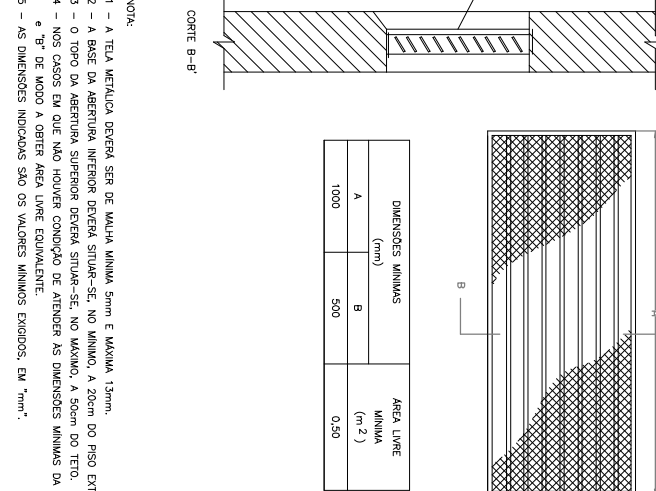 CORTE B-B'
B
DIMENSÕES MÍNIMAS
(mm)
ÁREA LIVRE
MÍNIMA
(m 2 )
A
B
1000
500
0,50
NOTA:
1 - A TELA METÁLICA DEVERÁ SER DE MALHA MÍNIMA 5mm E MÁXIMA 13mm.
2 - A BASE DA ABERTURA INFERIOR DEVERÁ SITUAR-SE, NO MÍNIMO, A 20cm DO PISO EXT
3 - O TOPO DA ABERTURA SUPERIOR DEVERÁ SITUAR-SE, NO MÁXIMO, A 50cm DO TETO.
4 - NOS CASOS EM QUE NÃO HOUVER CONDIÇÃO DE ATENDER ÀS DIMENSÕES MÍNIMAS DA
e "B" DE MODO A OBTER ÁREA LIVRE EQUIVALENTE.
5 - AS DIMENSÕES INDICADAS SÃO OS VALORES MÍNIMOS EXIGIDOS, EM "mm".